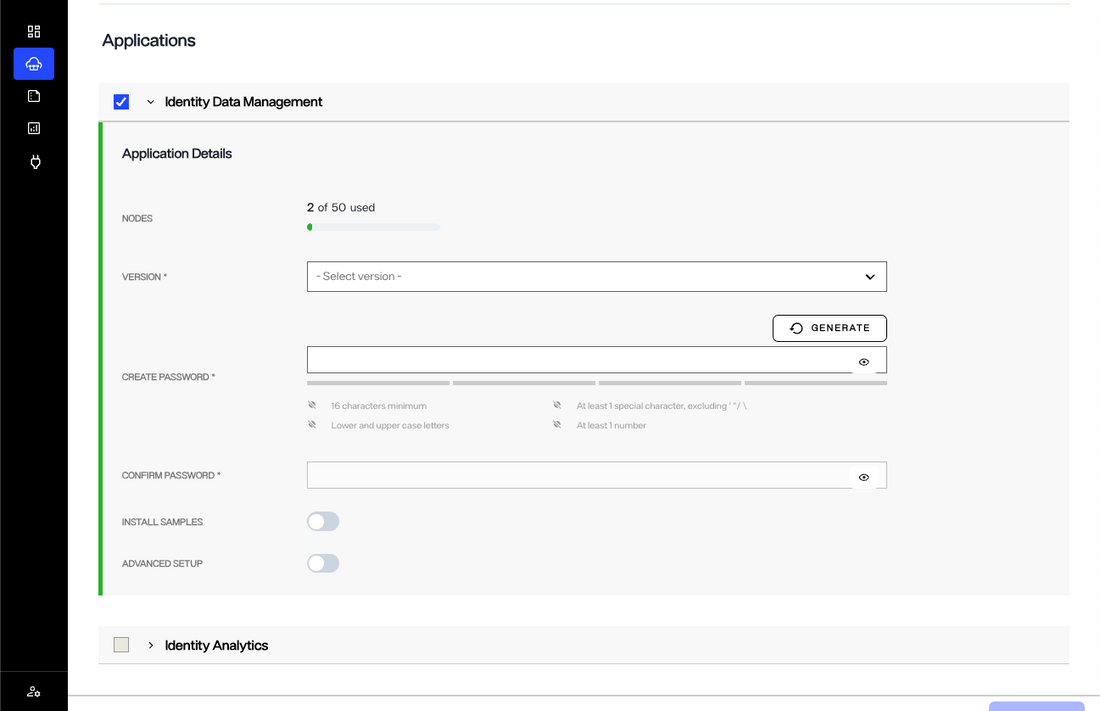 Applications
Identity Data Management
Application Details
NODES
2 of 50 used
VERSION *
- Select version -
GENERATE
CREATE PASSWORD *
16 characters minimum
At least 1 special character, excluding ' "/ \
Lower and upper case letters
At least 1 number
CONFIRM PASSWORD *
INSTALL SAMPLES
ADVANCED SETUP
Identity Analytics